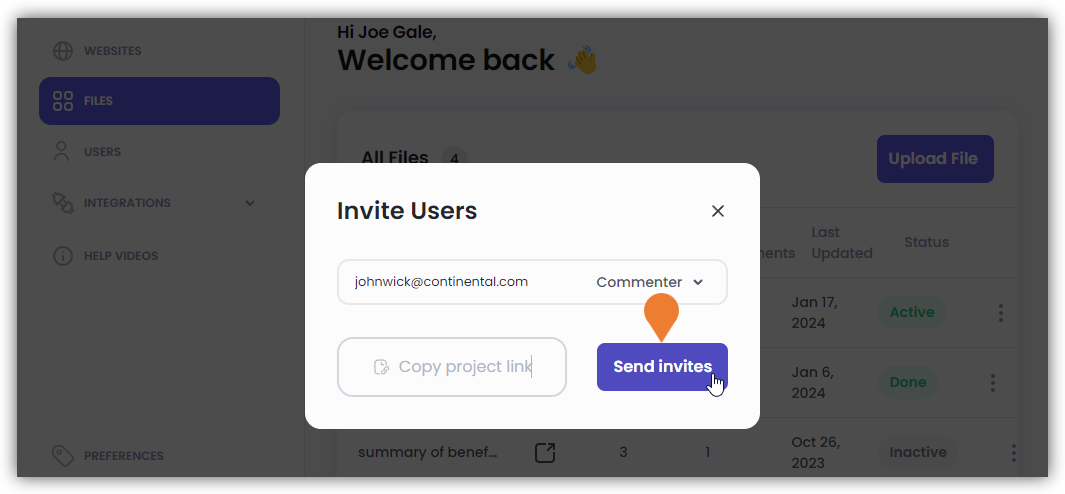 WEBSITES
FILES
USERS
INTEGRATIONS
HELP VIDEOS
PREFERENCES
Hi Joe Gale,
Welcome back 👋
All Files 4
Upload File
Last
Updated
Status
Invite Users
johnwick@continental.com Commenter
Copy project link
Send invites
Jan 17,
2024
Active
Jan 6,
2024
Done
summary of benef... 3 1
Oct 26,
2023
Inactive